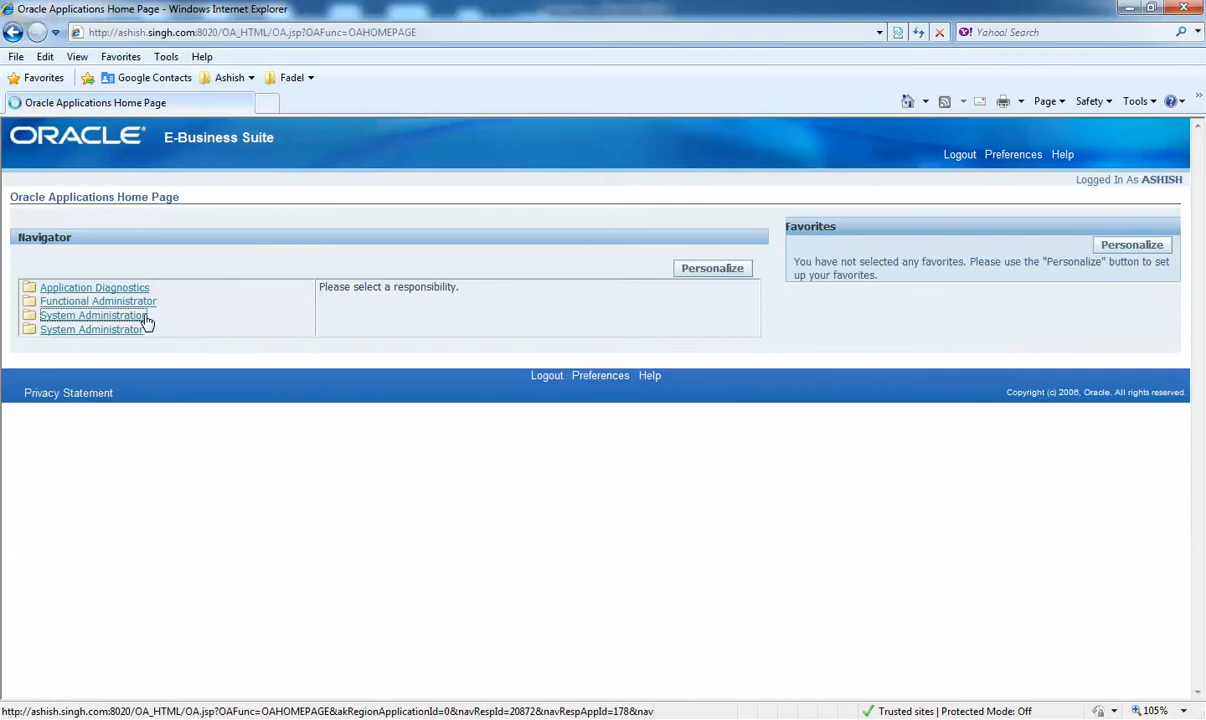 Oracle Applications Home Page - Windows Internet Explorer
http://ashish.singh.com:8020/OA_HTML/OA.jsp?OAFunc=OAHOMEPAGE
Yahoo! Search
File Edit View Favorites Tools Help
Favorites Google Contacts Ashish Fadel
Oracle Applications Home Page
Page Safety Tools
ORACLE E-Business Suite
Logout Preferences Help
Logged In As ASHISH
Oracle Applications Home Page
Navigator
Personalize
Application Diagnostics
Functional Administrator
System Administration
System Administrator
Please select a responsibility.
Favorites
Personalize
You have not selected any favorites. Please use the "Personalize" button to set
up your favorites.
Logout Preferences Help
Privacy Statement
Copyright (c) 2006, Oracle. All rights reserved.
http://ashish.singh.com:8020/OA_HTML/OA.jsp?OAFunc=OAHOMEPAGE&akRegionApplicationId=0&navRespId=20872&navRespAppId=178&nav
Trusted sites | Protected Mode: Off
105%